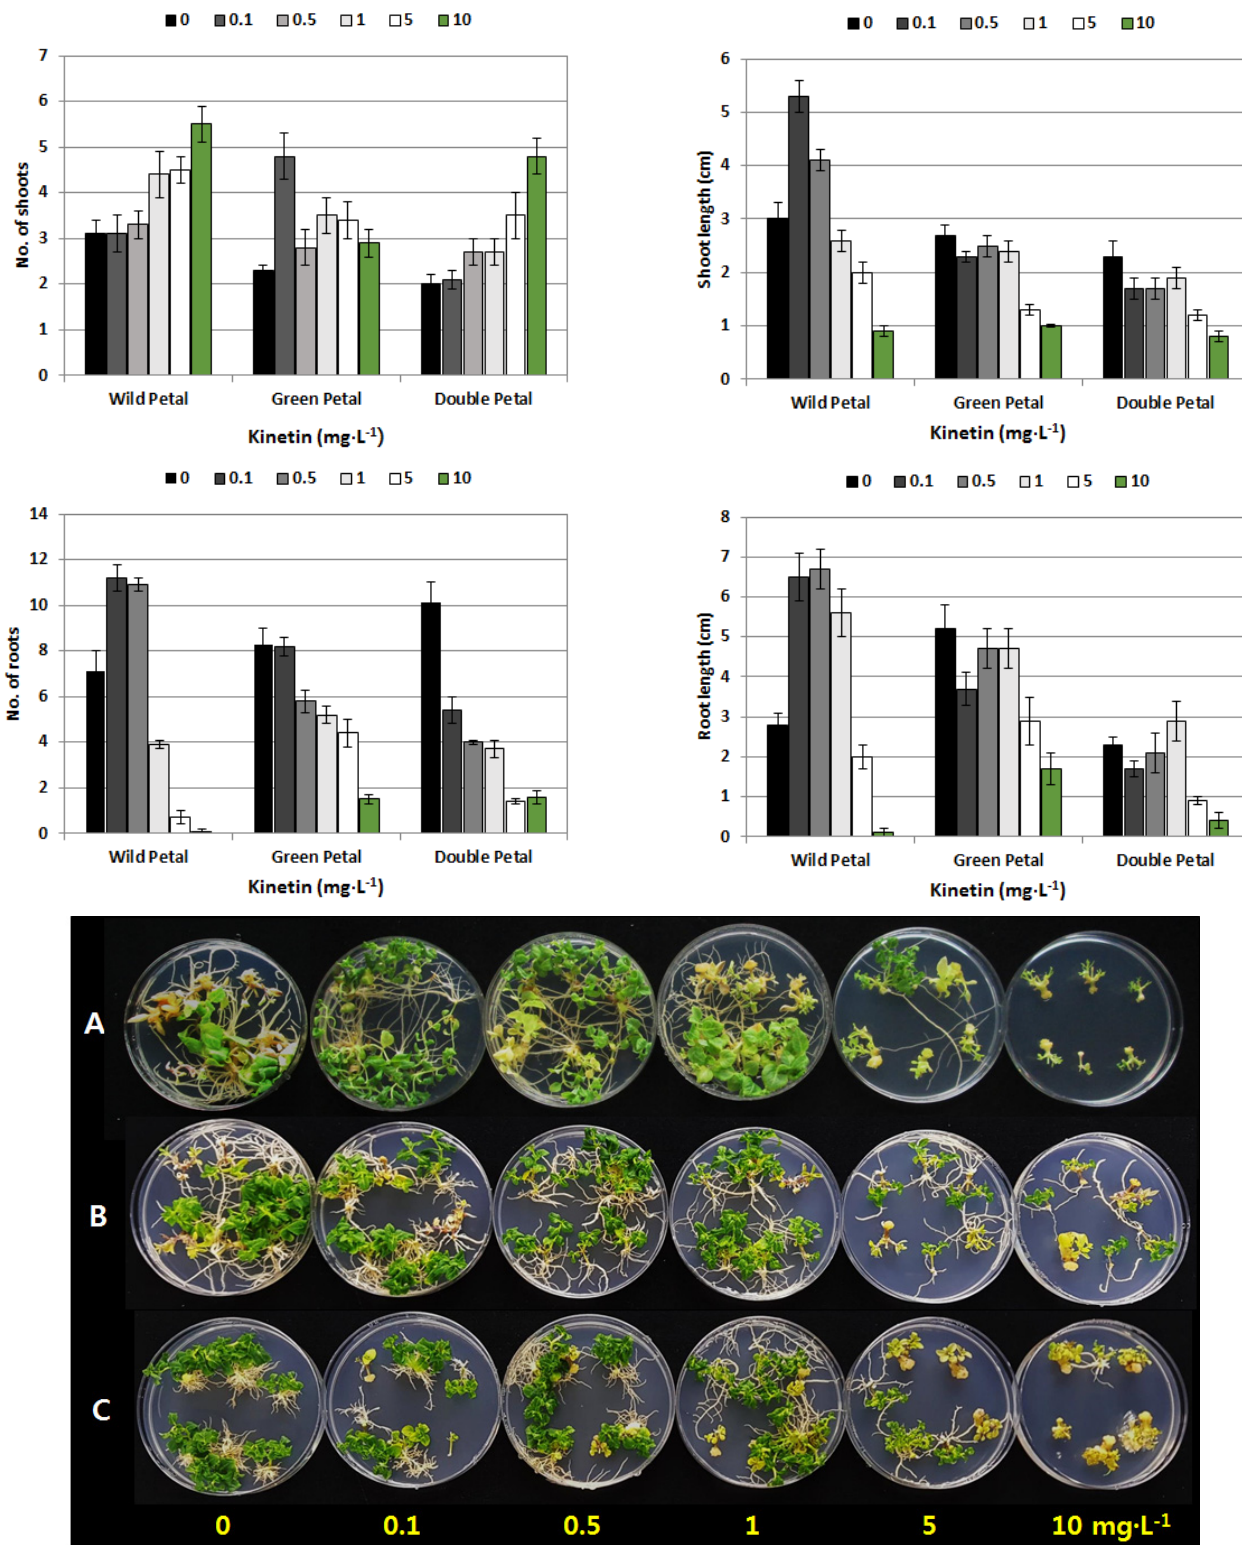 0 0.1 0.5 1 5 10
No. of shoots
7
6
5
4
3
2
1
0
Wild Petal Green Petal Double Petal
Kinetin (mg·L-1)
0 0.1 0.5 1 5 10
Shoot length (cm)
6
5
4
3
2
1
0
Wild Petal Green Petal Double Petal
Kinetin (mg·L-1)
0 0.1 0.5 1 5 10
No. of roots
14
12
10
8
6
4
2
0
Wild Petal Green Petal Double Petal
Kinetin (mg·L-1)
0 0.1 0.5 1 5 10
Root length (cm)
8
7
6
5
4
3
2
1
0
Wild Petal Green Petal Double Petal
Kinetin (mg·L-1)
A
B
C
0 0.1 0.5 1 5 10 mg·L-1